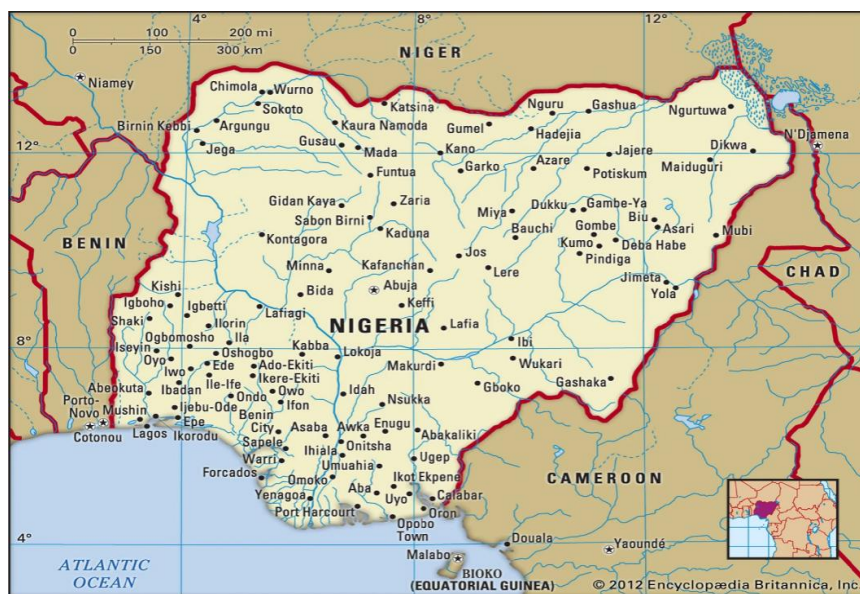 4°
8°
12°
0 100 200 mi
0 150 300 km
NIGER
Niamey
Chimola
Wurno
Sokoto
Katsina
Nguru
Gashua
Ngurtuwa
Birnin Kebbi
Argungu
Kaura Namoda
Gumel
Hadejia
N'Djamena
12°
Jega
Gusau
Mada
Kano
Jajere
Dikwa
Garko
Azare
Maiduguri
Funtua
Potiskum
Gidan Kaya
Zaria
Dukku
Gambe-Ya
Sabon Birni
Miya
Biu
BENIN
Kaduna
Bauchi
Gombe
Asari
Mubi
Kontagora
Kumo
Deba Habe
Jos
Pindiga
Minna
Kafanchan
Lere
CHAD
Kishi
Bida
Abuja
Jimeta
Igboho
Igbetti
Lafiagi
Keffi
Yola
Shaki
Ilorin
NIGERIA
Lafia
Ogbomosho
Ila
Ibi
8°
Iseyin
Oshogbo
Kabba
Lokoja
Oyo
Ede
Ado-Ekiti
Makurdi
Wukari
Iwo
Ikere-Ekiti
Abeokuta
Ile-Ife
Owo
Idah
Gboko
Gashaka
Ibadan
Ondo
Ifon
Nsukka
Porto-
Novo
Mushin
Ijebu-Ode
Benin
City
Epe
Asaba
Awka
Enugu
Abakaliki
Cotonou
Lagos
Ikorodu
Sapele
Onitsha
Ihiala
Warri
Umuahia
Ugep
Forcados
Omoko
Ikot Ekpene
CAMEROON
Yenagoa
Aba
Uyo
Calabar
Port Harcourt
Oron
Opobo
Town
4°
Douala
Yaoundé
Malabo
ATLANTIC
OCEAN
BIOKO
(EQUATORIAL GUINEA)
© 2012 Encyclopædia Britannica, Inc.